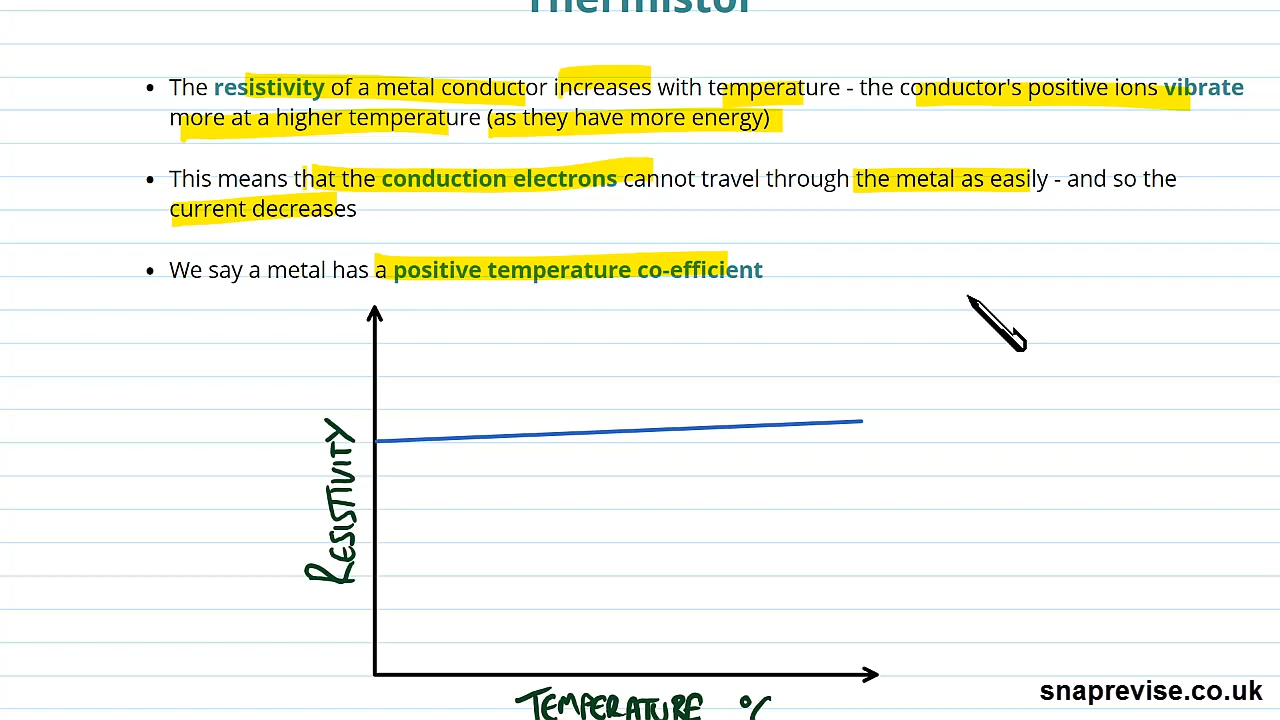 Thermistor
• The resistivity of a metal conductor increases with temperature - the conductor's positive ions vibrate
more at a higher temperature (as they have more energy)
• This means that the conduction electrons cannot travel through the metal as easily - and so the
current decreases
• We say a metal has a positive temperature co-efficient
RESISTIVITY
TEMPERATURE °C
snaprevise.co.uk